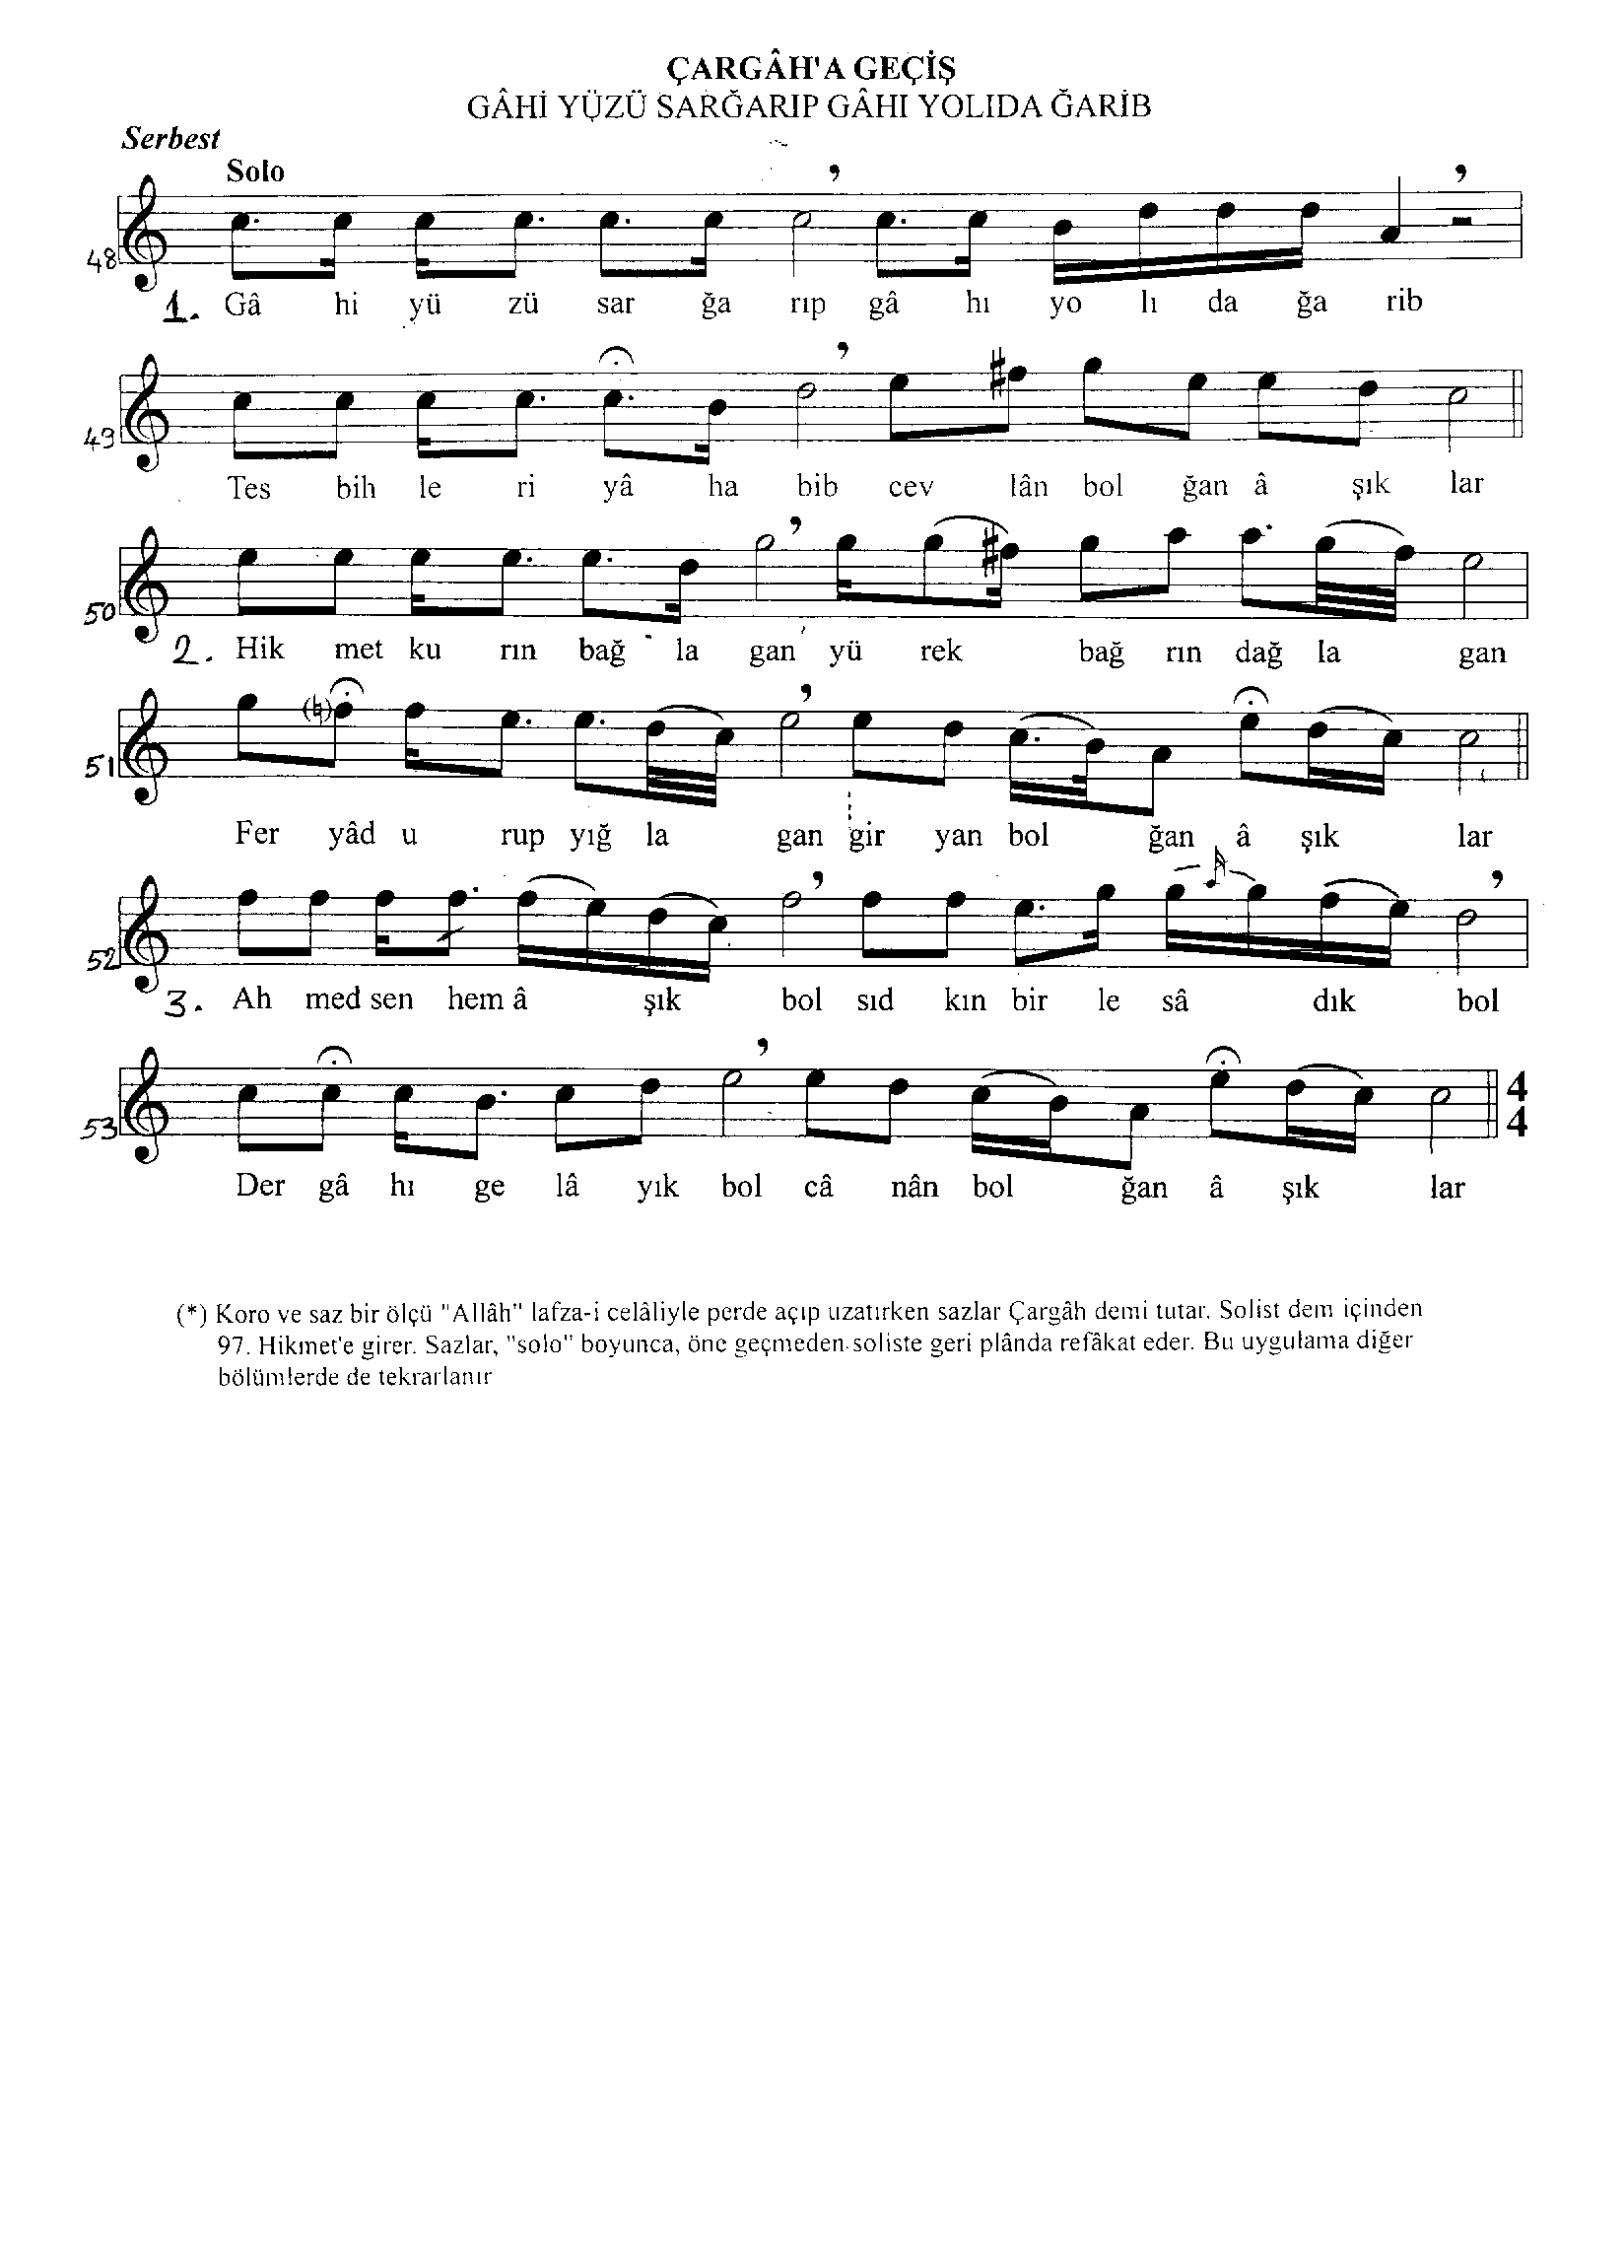 ÇARGÂH'A GEÇİŞ
GÂHİ YÜZÜ SARĞARIP GÂHI YOLIDA ĞARİB
Serbest
Solo
48
1. Gâ hi yü zü sar ğa rıp gâ hı yo lı da ğa rib
49
Tes bih le ri yâ ha bib cev lân bol ğan â şık lar
50
2. Hik met ku rın bağ la gan yü rek bağ rın dağ la gan
51
Fer yâd u rup yığ la gan gir yan bol ğan â şık lar
52
3. Ah med sen hem â şık bol sıd kın bir le sâ dık bol
53
4
4
Der gâ hı ge lâ yık bol câ nân bol ğan â şık lar
(*) Koro ve saz bir ölçü "Allâh" lafza-i celâliyle perde açıp uzatırken sazlar Çargâh demi tutar. Solist dem içinden
97. Hikmet'e girer. Sazlar, "solo" boyunca, öne geçmeden soliste geri plânda refâkat eder. Bu uygulama diğer
bölümlerde de tekrarlanır